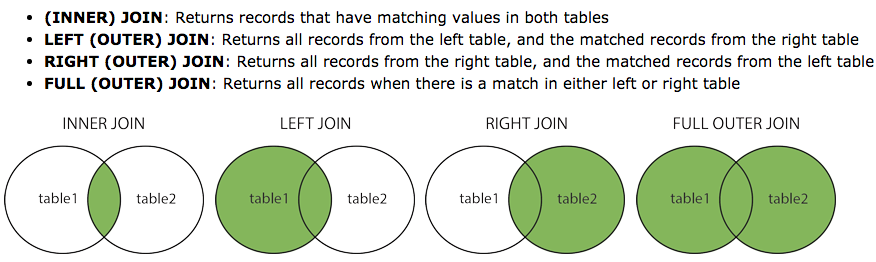 (INNER) JOIN: Returns records that have matching values in both tables
LEFT (OUTER) JOIN: Returns all records from the left table, and the matched records from the right table
RIGHT (OUTER) JOIN: Returns all records from the right table, and the matched records from the left table
FULL (OUTER) JOIN: Returns all records when there is a match in either left or right table
INNER JOIN
LEFT JOIN
RIGHT JOIN
FULL OUTER JOIN
table1
table2
table1
table2
table1
table2
table1
table2